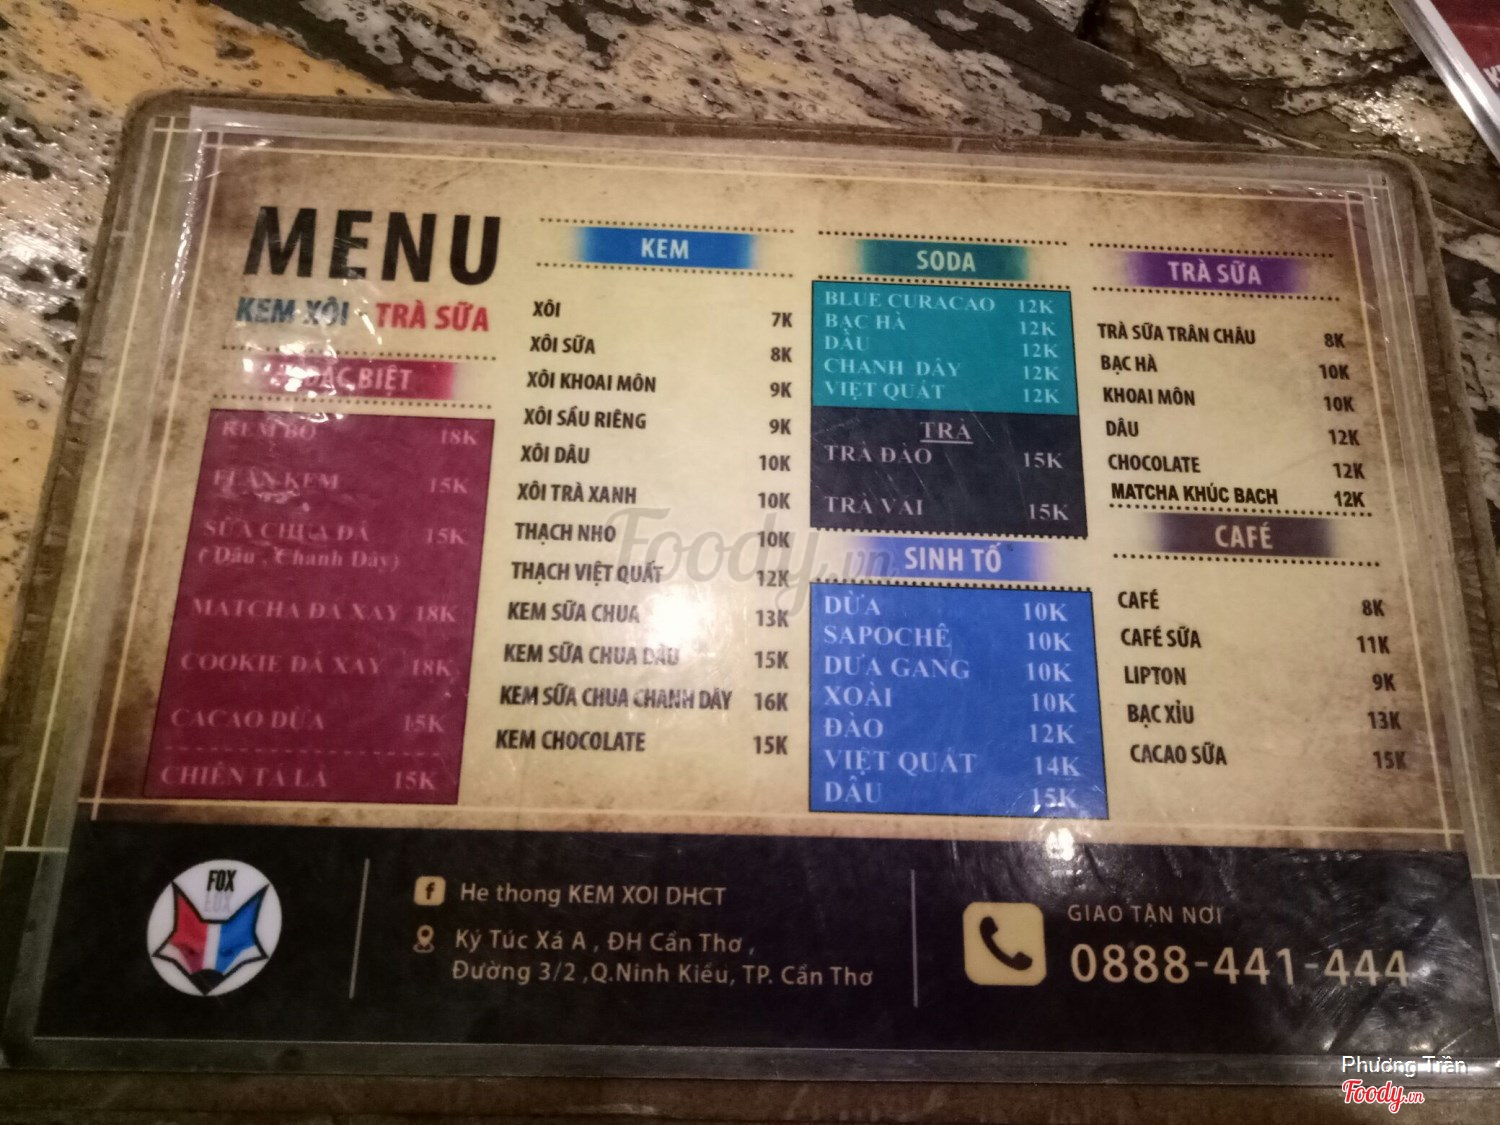 MENU
KEM XÔI - TRÀ SỮA
ĐẶC BIỆT
KEM BƠ 18K
FLAN KEM 15K
SỮA CHUA ĐÁ 15K
( Dâu , Chanh Dây)
MATCHA ĐÁ XAY 18K
COOKIE ĐÁ XAY 18K
CACAO DỪA 15K
CHIÊN TÁ LẢ 15K
KEM
XÔI 7K
XÔI SỮA 8K
XÔI KHOAI MÔN 9K
XÔI SẦU RIÊNG 9K
XÔI DÂU 10K
XÔI TRÀ XANH 10K
THẠCH NHO 10K
THẠCH VIỆT QUẤT 12K
KEM SỮA CHUA 13K
KEM SỮA CHUA DÂU 15K
KEM SỮA CHUA CHANH DÂY 16K
KEM CHOCOLATE 15K
SODA
BLUE CURACAO 12K
BẠC HÀ 12K
DÂU 12K
CHANH DÂY 12K
VIỆT QUẤT 12K
TRÀ
TRÀ ĐÀO 15K
TRÀ VẢI 15K
SINH TỐ
DỪA 10K
SAPOCHÊ 10K
DƯA GANG 10K
XOÀI 10K
ĐÀO 12K
VIỆT QUẤT 14K
DÂU 15K
TRÀ SỮA
TRÀ SỮA TRÂN CHÂU 8K
BẠC HÀ 10K
KHOAI MÔN 10K
DÂU 12K
CHOCOLATE 12K
MATCHA KHÚC BẠCH 12K
CAFÉ
CAFÉ 8K
CAFÉ SỮA 11K
LIPTON 9K
BẠC XỈU 13K
CACAO SỮA 15K
FOX
He thong KEM XOI DHCT
Ký Túc Xá A , ĐH Cần Thơ ,
Đường 3/2 ,Q.Ninh Kiều, TP. Cần Thơ
GIAO TẬN NƠI
0888-441-444
Foody.vn
Phương Trần
Foody.vn